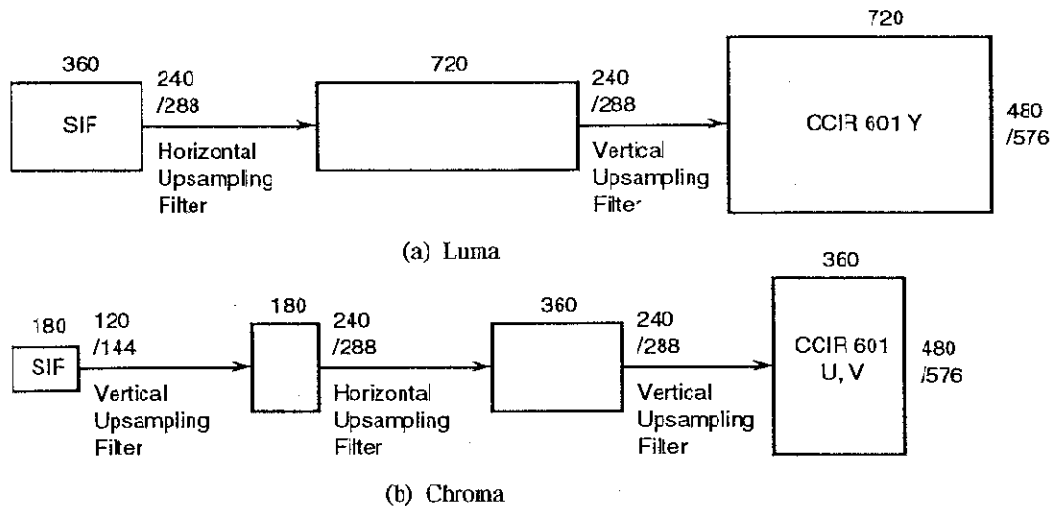 720
360
240
/288
720
240
/288
SIF
CCIR 601 Y
480
/576
Horizontal
Upsampling
Filter
Vertical
Upsampling
Filter
(a) Luma
360
180
120
/144
180
240
/288
360
240
/288
SIF
CCIR 601
U, V
480
/576
Vertical
Upsampling
Filter
Horizontal
Upsampling
Filter
Vertical
Upsampling
Filter
(b) Chroma